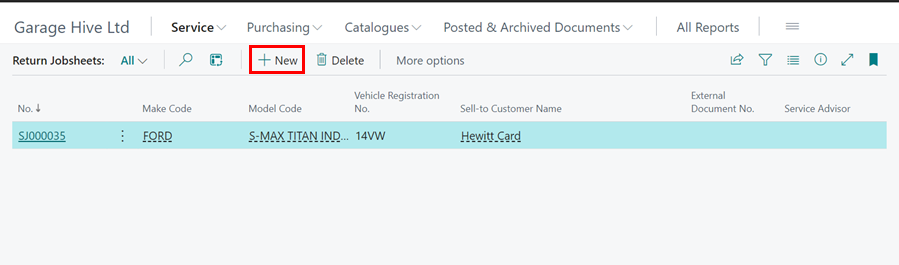 Garage Hive Ltd Service Purchasing Catalogues Posted & Archived Documents All Reports
Return Jobsheets: All New Delete More options
No. ↓ Make Code Model Code Vehicle Registration No. Sell-to Customer Name External Document No. Service Advisor
SJ000035 FORD S-MAX TITAN IND... 14VW Hewitt Card